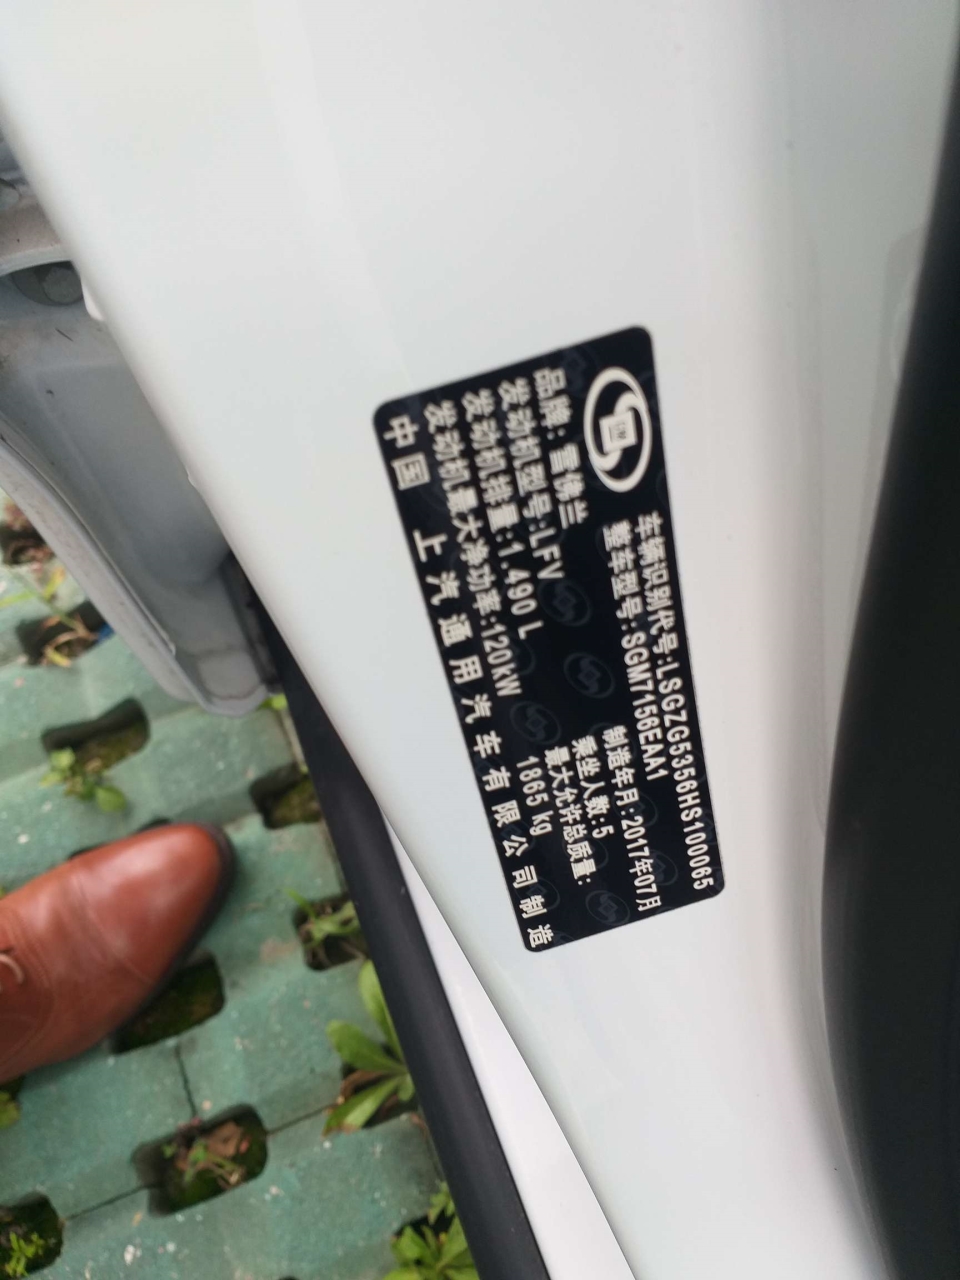 车辆识别代号:LSGZG5356HS100065
整车型号:SGM7156EAA1
品牌:雪佛兰
制造年月:2017年07月
发动机型号:LFV
乘坐人数:5
发动机排量:1.490 L
最大允许总质量:
1865 kg
发动机最大净功率:120kW
中国 上汽通用汽车有限公司制造